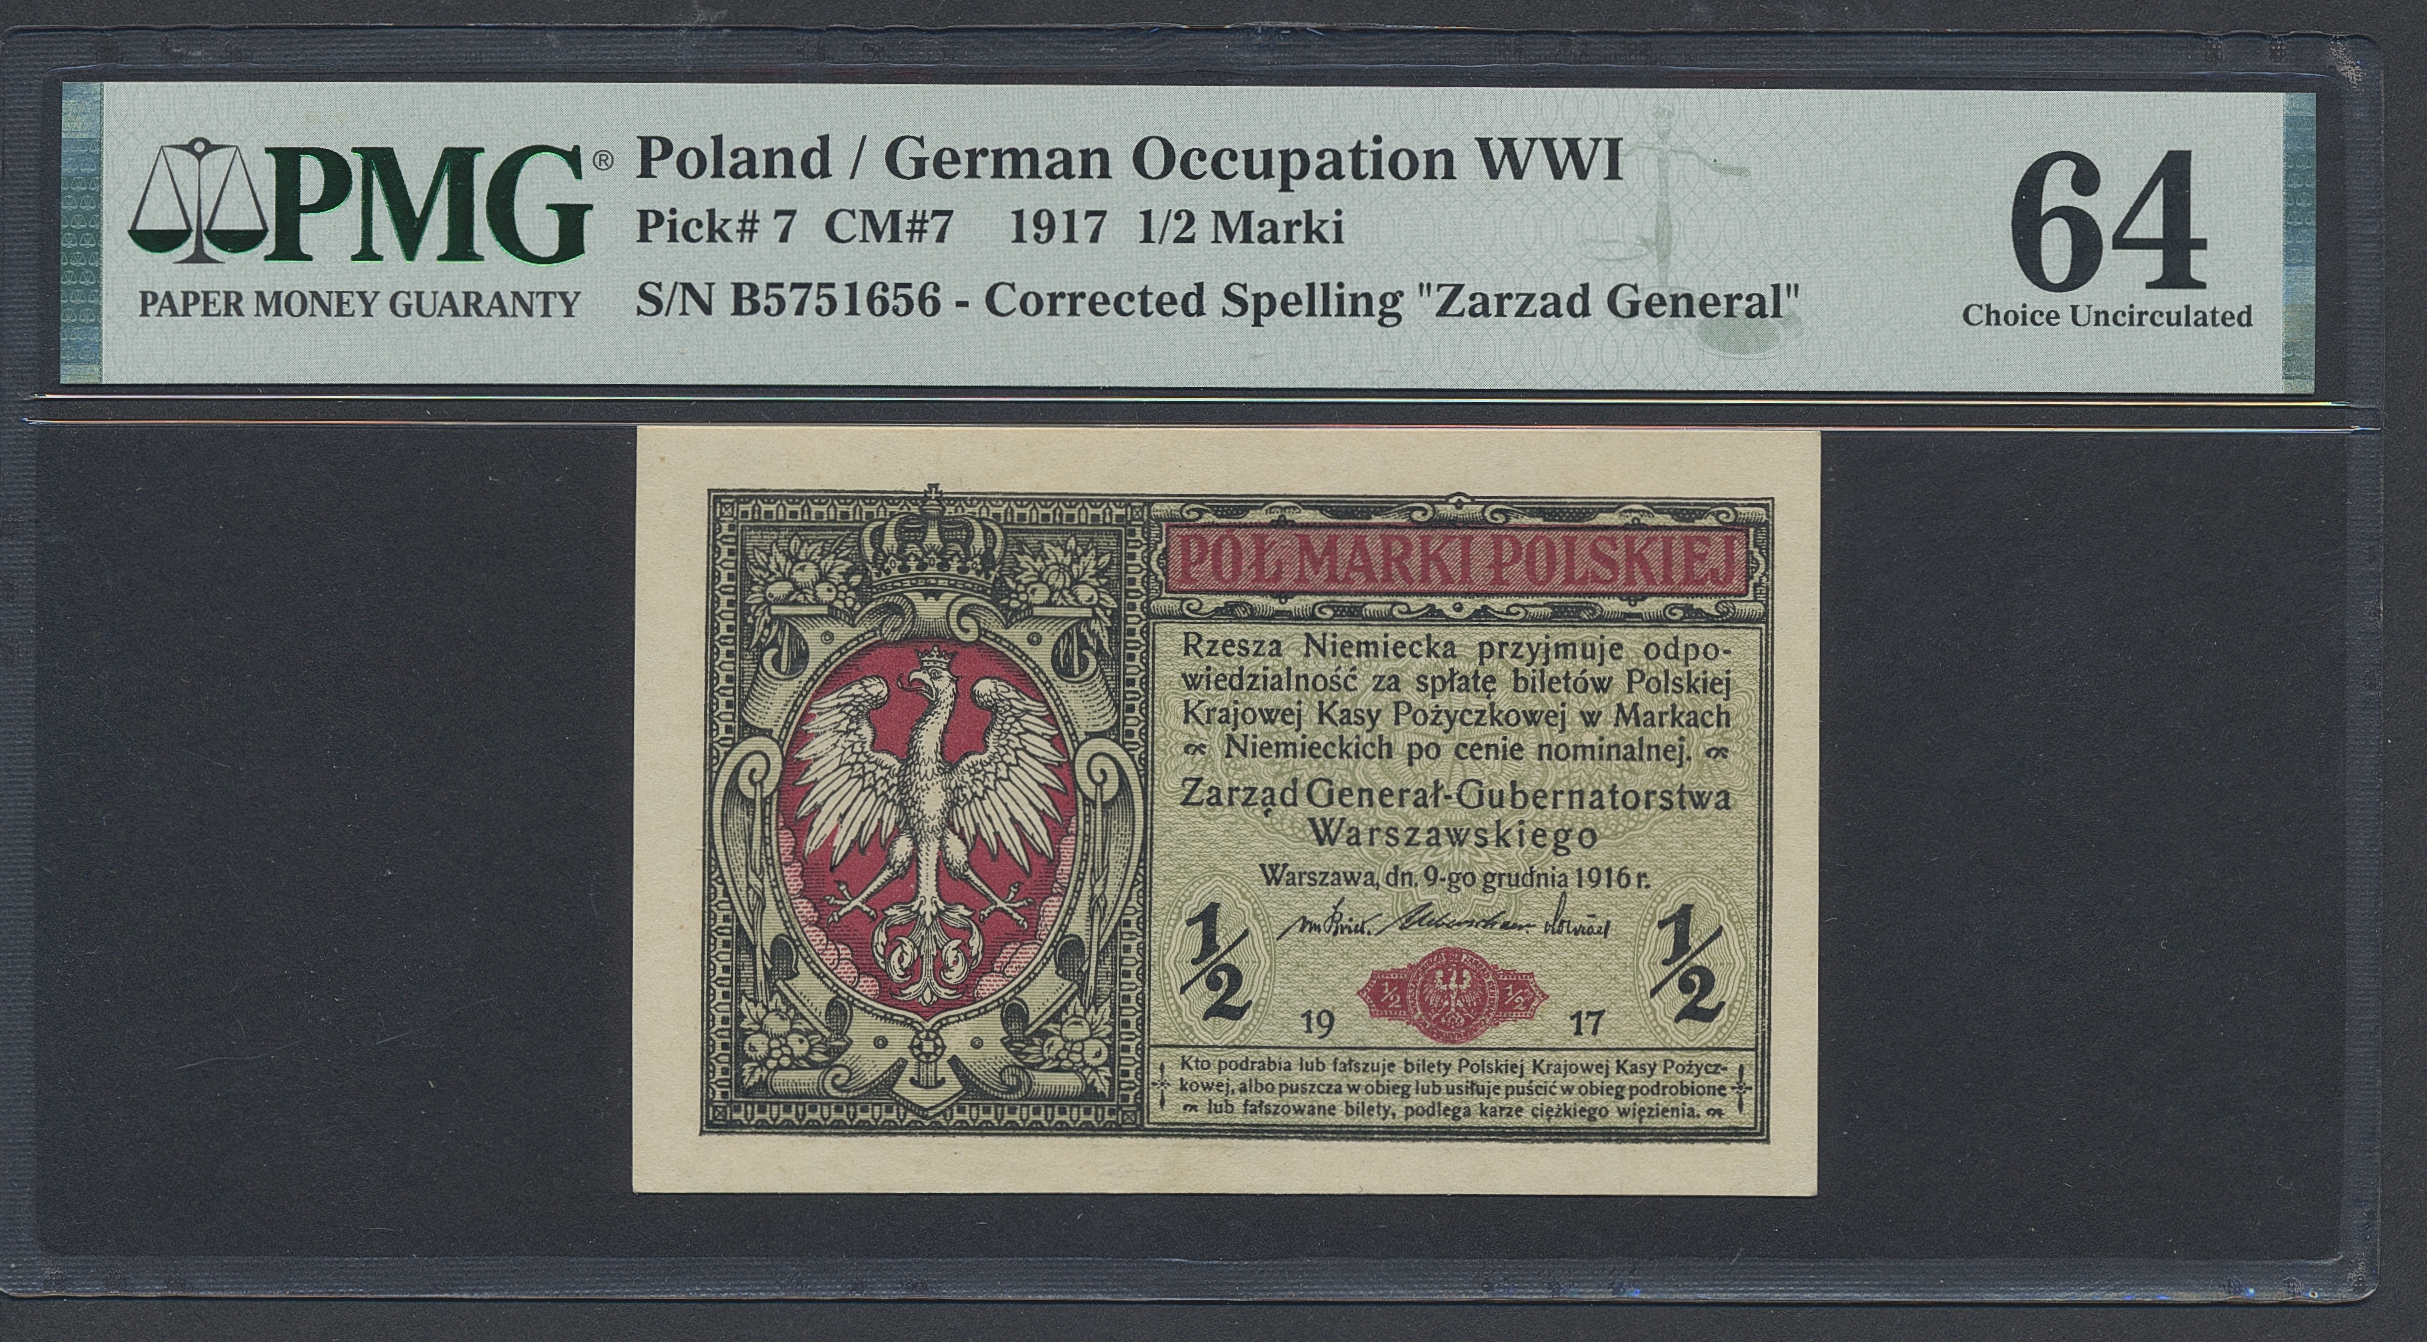 PMG® Poland / German Occupation WWI
Pick# 7 CM#7 1917 1/2 Marki
PAPER MONEY GUARANTY
S/N B5751656 - Corrected Spelling "Zarzad General"
64
Choice Uncirculated
POŁ MARKI POLSKIEJ
Rzesza Niemiecka przyjmuje odpo-
wiedzialność za spłatę biletów Polskiej
Krajowej Kasy Pożyczkowej w Markach
Niemieckich po cenie nominalnej.
Zarząd Generał-Gubernatorstwa
Warszawskiego
Warszawa, dn. 9-go grudnia 1916 r.
1/2
1/2
1/2
1/2
19
17
Kto podrabia lub fałszuje bilety Polskiej Krajowej Kasy Pożycz-
kowej, albo puszcza w obieg lub usiłuje puścić w obieg podrobione
lub fałszowane bilety, podlega karze ciężkiego więzienia.